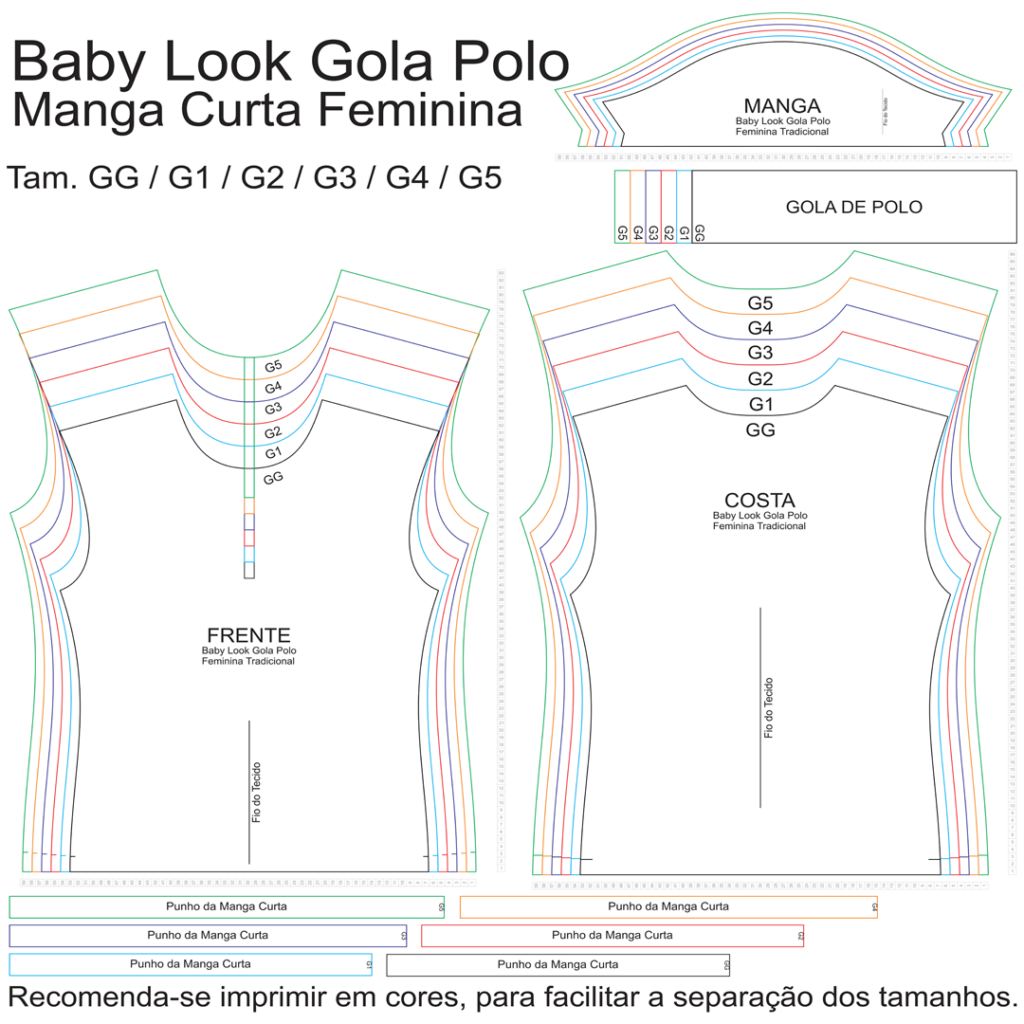 Baby Look Gola Polo
Manga Curta Feminina
Tam. GG / G1 / G2 / G3 / G4 / G5
MANGA
Baby Look Gola Polo
Feminina Tradicional
Fio do Tecido
GOLA DE POLO
G5
G4
G3
G2
G1
GG
G5
G4
G3
G2
G1
GG
FRENTE
Baby Look Gola Polo
Feminina Tradicional
Fio do Tecido
G5
G4
G3
G2
G1
GG
COSTA
Baby Look Gola Polo
Feminina Tradicional
Fio do Tecido
Punho da Manga Curta
G5
Punho da Manga Curta
G4
Punho da Manga Curta
G3
Punho da Manga Curta
G2
Punho da Manga Curta
G1
Punho da Manga Curta
GG
Recomenda-se imprimir em cores, para facilitar a separação dos tamanhos.